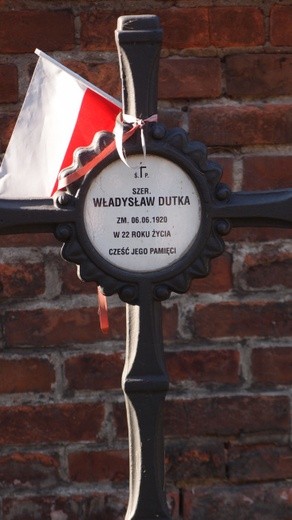 Ś. † P.
SZER.
WŁADYSŁAW DUTKA
ZM. 06.06.1920
W 22 ROKU ŻYCIA
CZEŚĆ JEGO PAMIĘCI